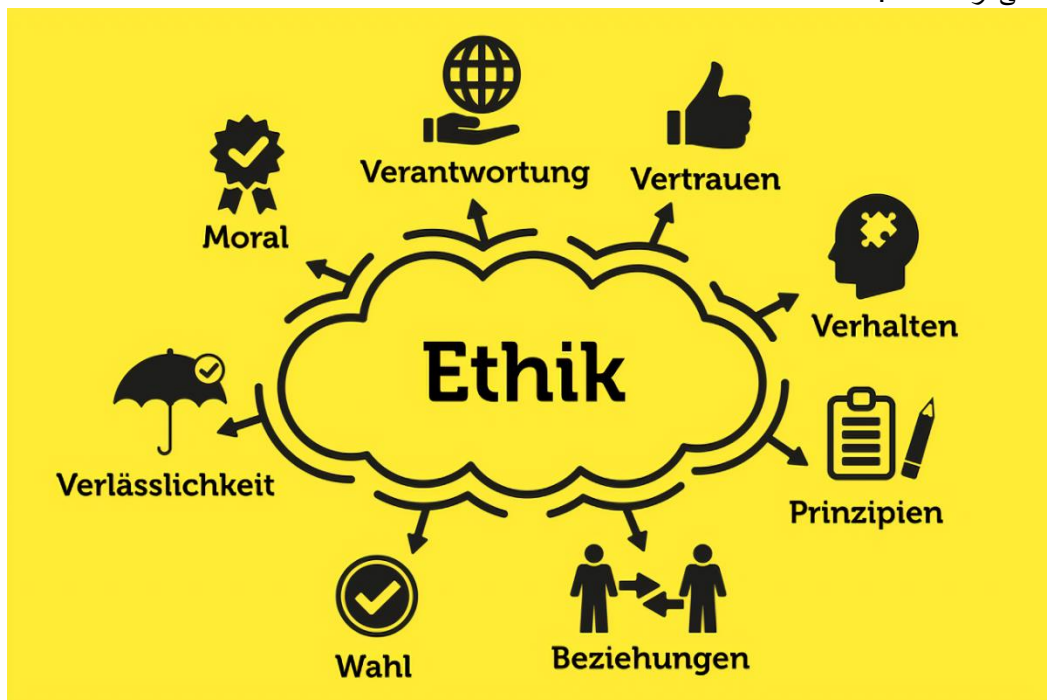 Verantwortung
Vertrauen
Moral
Verhalten
Ethik
Verlässlichkeit
Prinzipien
Wahl
Beziehungen